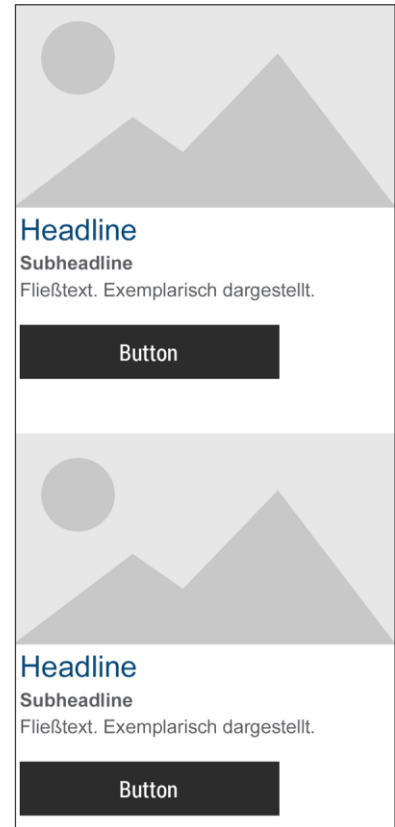 Headline
Subheadline
Fließtext. Exemplarisch dargestellt.
Button
Headline
Subheadline
Fließtext. Exemplarisch dargestellt.
Button